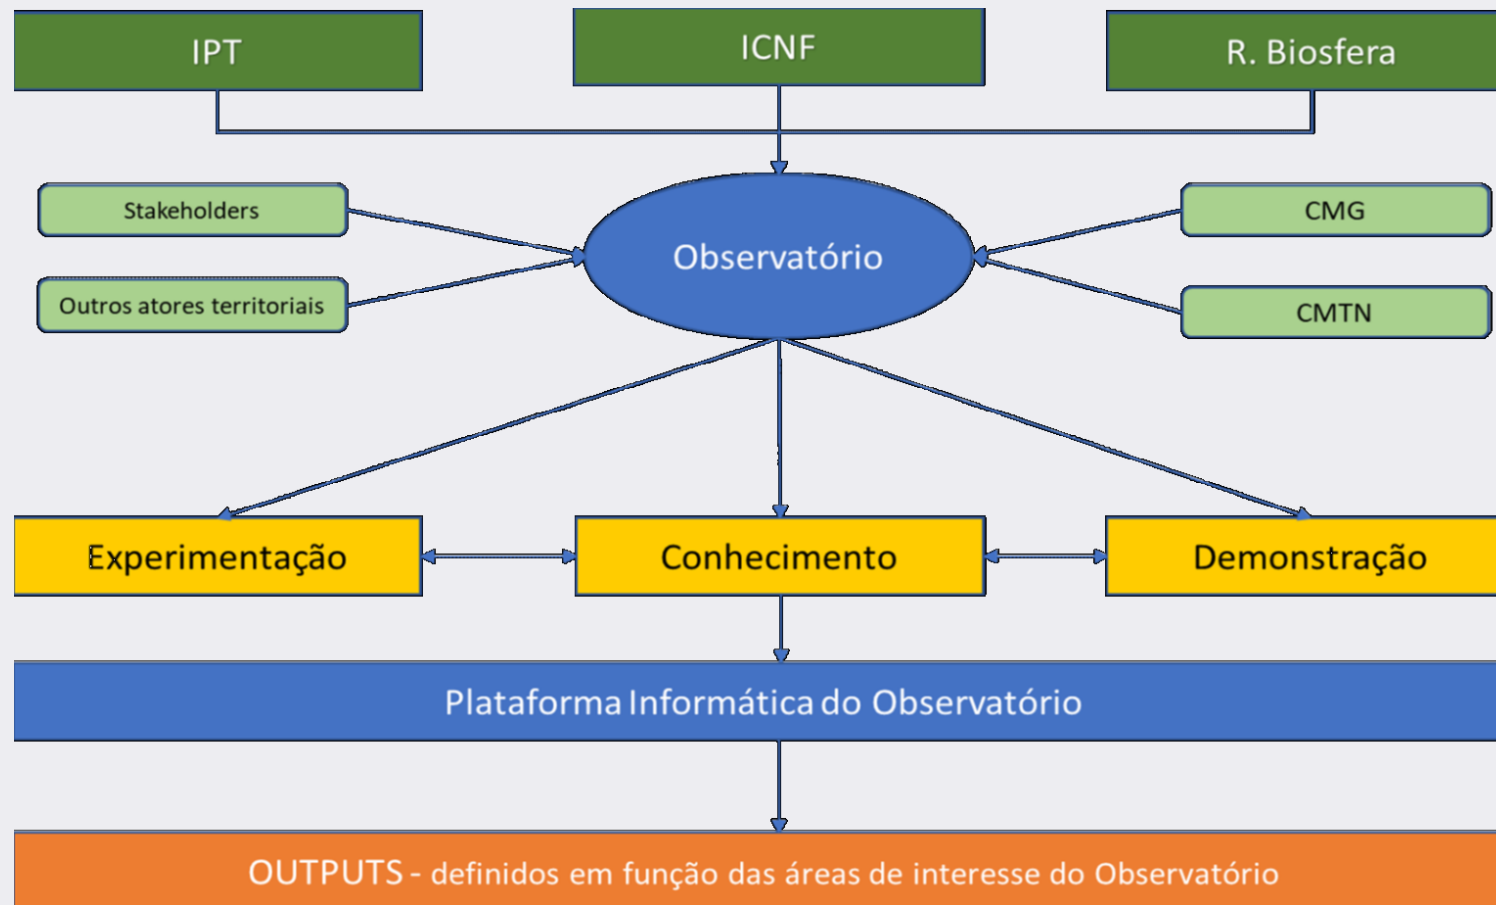 IPT
ICNF
R. Biosfera
Stakeholders
CMG
Observatório
Outros atores territoriais
CMTN
Experimentação
Conhecimento
Demonstração
Plataforma Informática do Observatório
OUTPUTS - definidos em função das áreas de interesse do Observatório